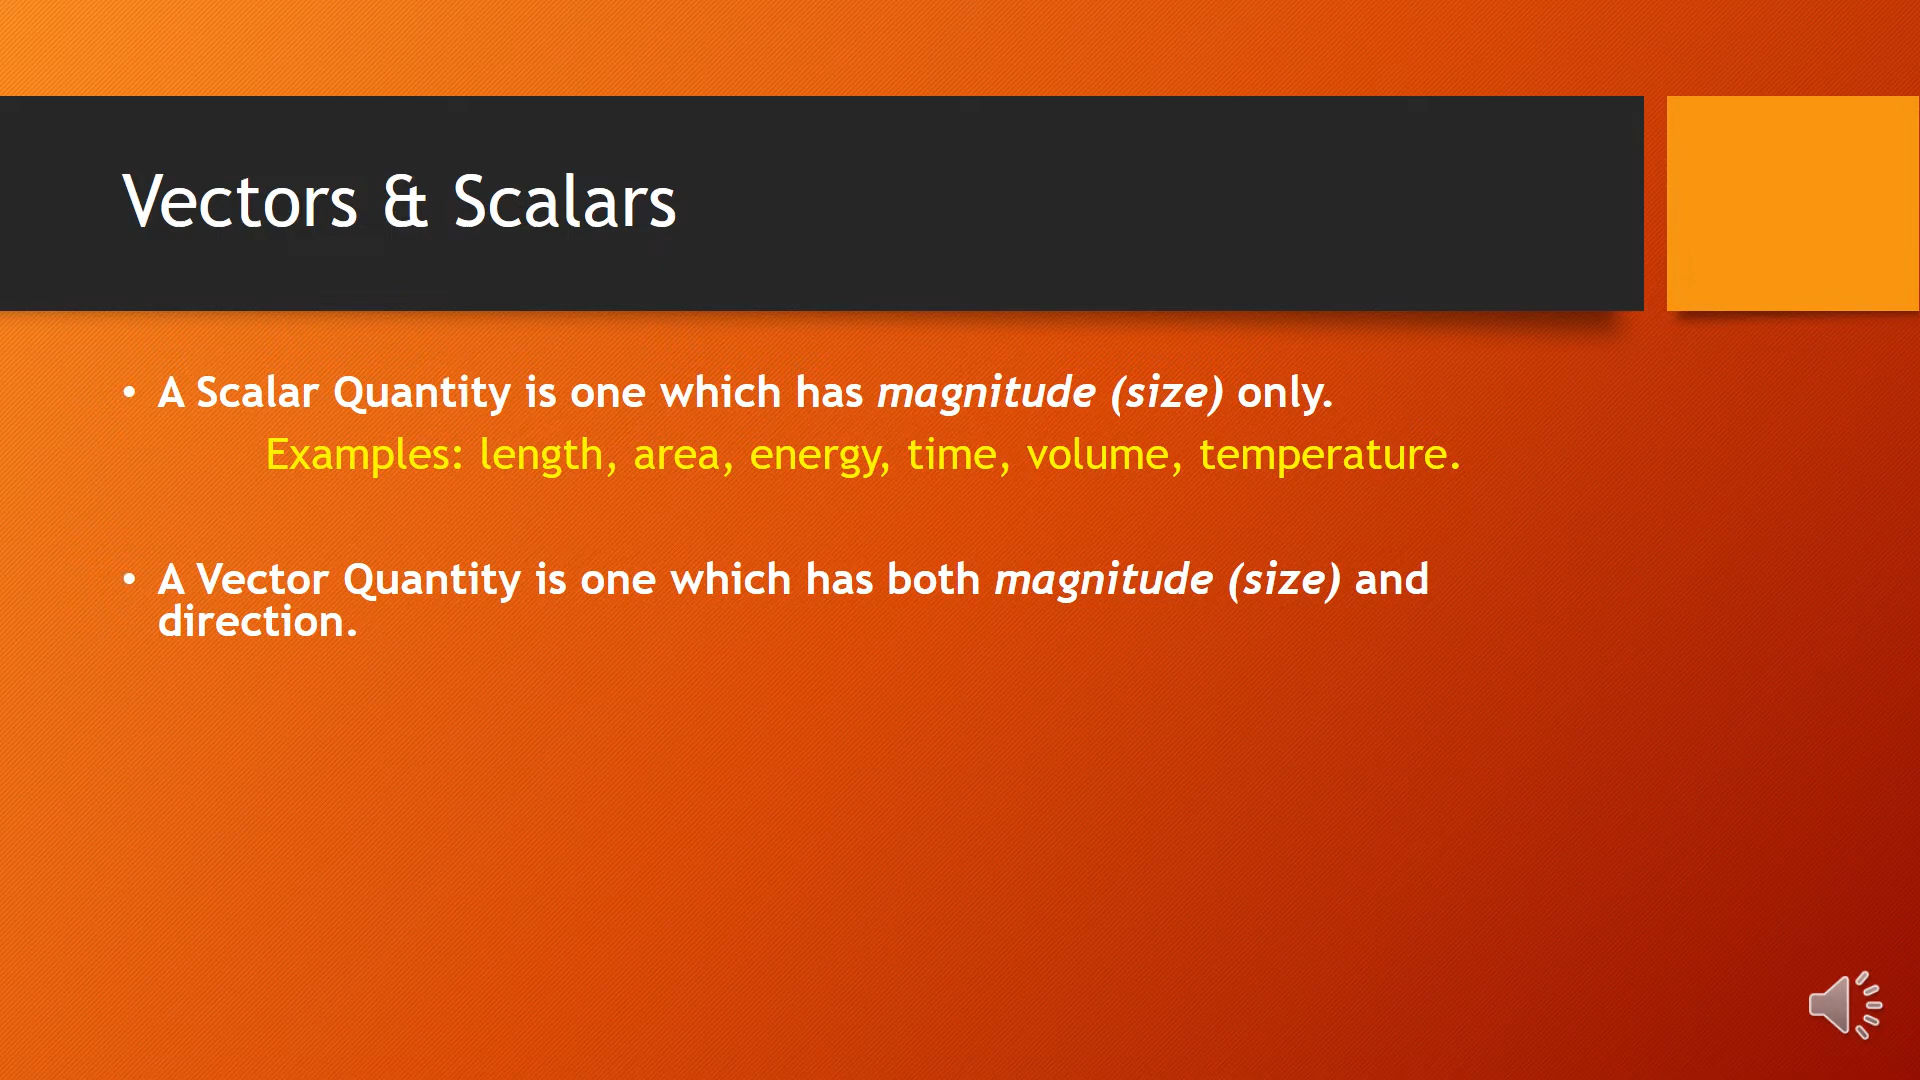 Vectors & Scalars
• A Scalar Quantity is one which has magnitude (size) only.
Examples: length, area, energy, time, volume, temperature.
• A Vector Quantity is one which has both magnitude (size) and
direction.